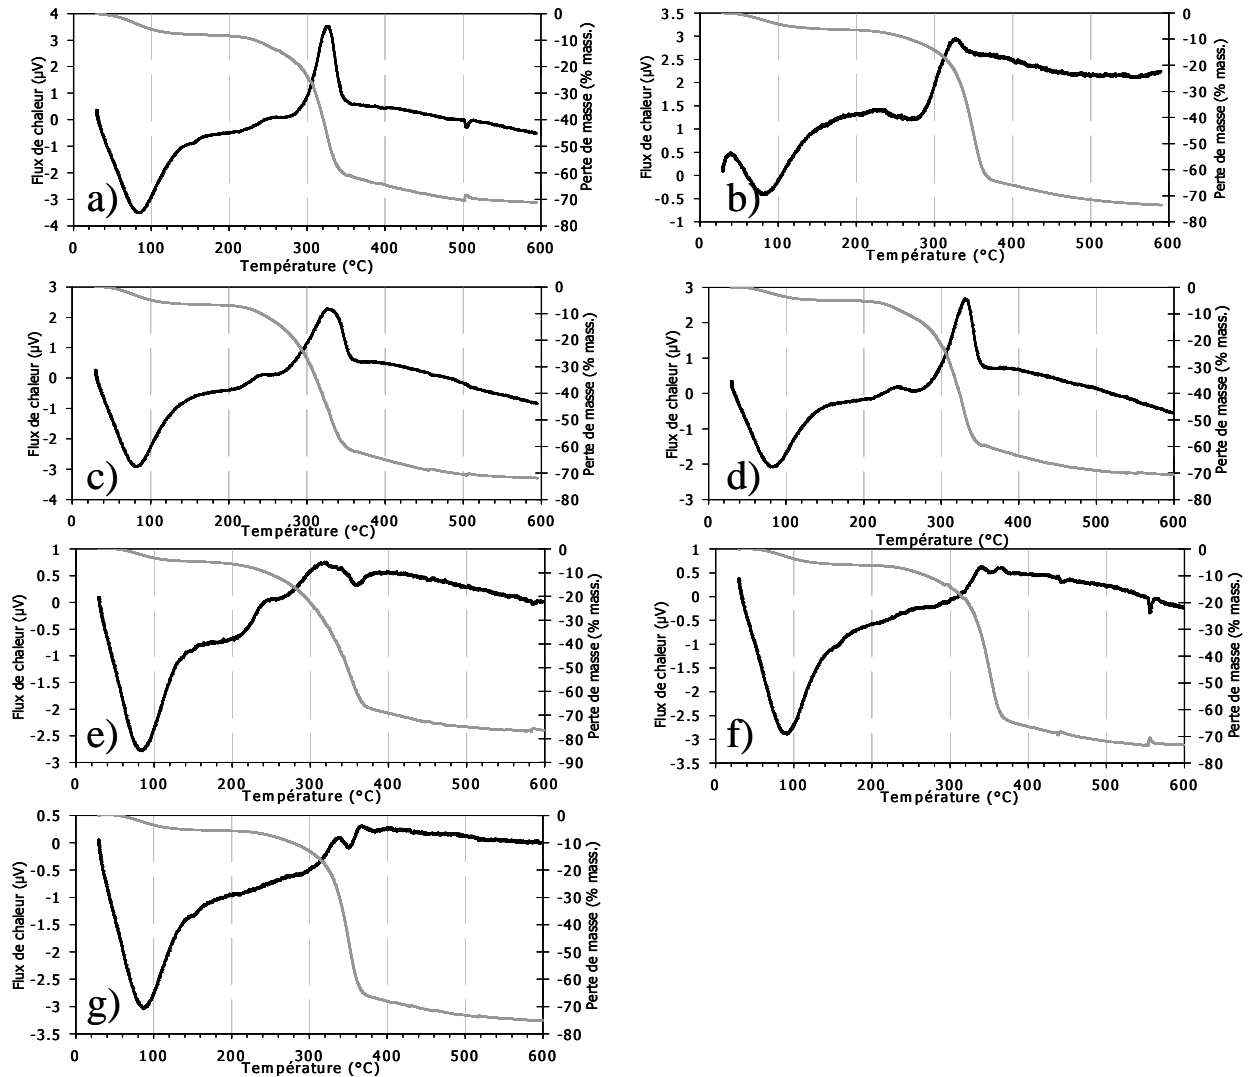 4 3 2 1 0 -1 -2 -3 -4
Flux de chaleur (µV)
a)
0 -10 -20 -30 -40 -50 -60 -70 -80
Perte de masse (% mass.)
0 100 200 300 400 500 600
Température (°C)
3.5 3 2.5 2 1.5 1 0.5 0 -0.5 -1
Flux de chaleur (µV)
b)
0 -10 -20 -30 -40 -50 -60 -70 -80
Perte de masse (% mass.)
0 100 200 300 400 500 600
Température (°C)
3 2 1 0 -1 -2 -3 -4
Flux de chaleur (µV)
c)
0 -10 -20 -30 -40 -50 -60 -70 -80
Perte de masse (% mass.)
0 100 200 300 400 500 600
Température (°C)
3 2 1 0 -1 -2 -3
Flux de chaleur (µV)
d)
0 -10 -20 -30 -40 -50 -60 -70 -80
Perte de masse (% mass.)
0 100 200 300 400 500 600
Température (°C)
1 0.5 0 -0.5 -1 -1.5 -2 -2.5 -3
Flux de chaleur (µV)
e)
0 -10 -20 -30 -40 -50 -60 -70 -80 -90
Perte de masse (% mass.)
0 100 200 300 400 500 600
Température (°C)
1 0.5 0 -0.5 -1 -1.5 -2 -2.5 -3 -3.5
Flux de chaleur (µV)
f)
0 -10 -20 -30 -40 -50 -60 -70 -80
Perte de masse (% mass.)
0 100 200 300 400 500 600
Température (°C)
0.5 0 -0.5 -1 -1.5 -2 -2.5 -3 -3.5
Flux de chaleur (µV)
g)
0 -10 -20 -30 -40 -50 -60 -70 -80
Perte de masse (% mass.)
0 100 200 300 400 500 600
Température (°C)